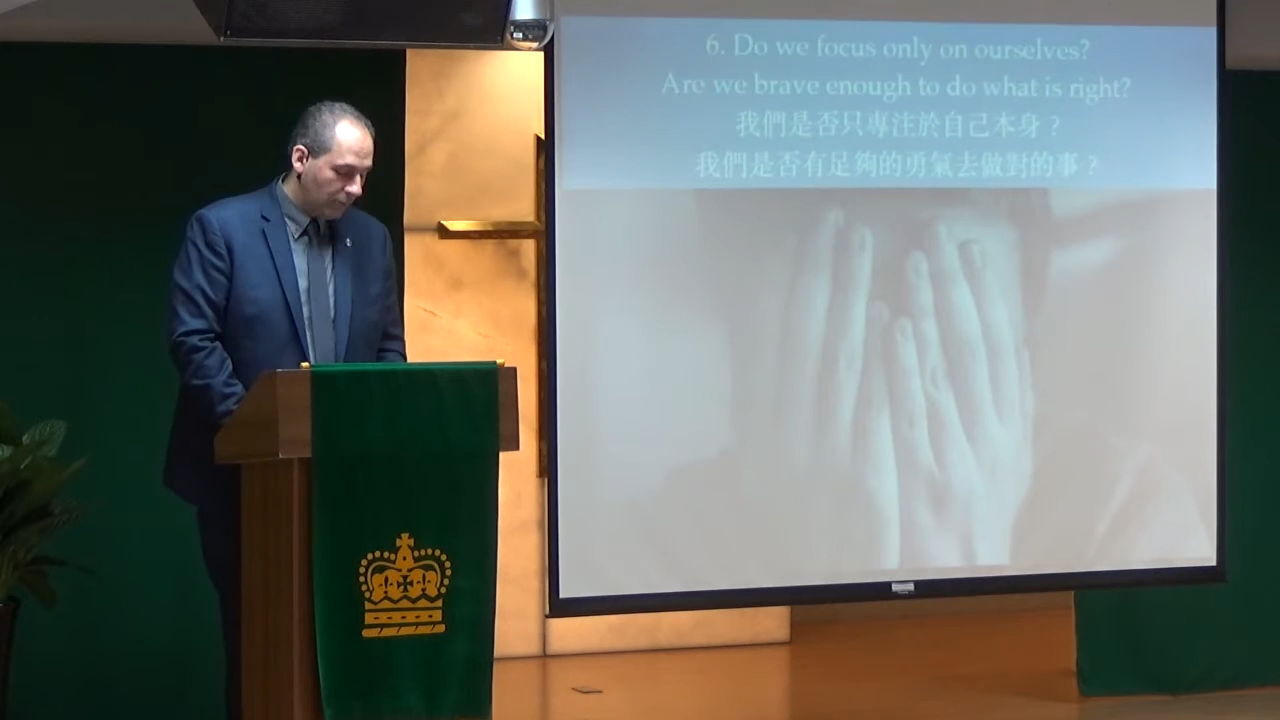 6. Do we focus only on ourselves?
Are we brave enough to do what is right?
我們是否只專注於自己本身？
我們是否有足夠的勇氣去做對的事？